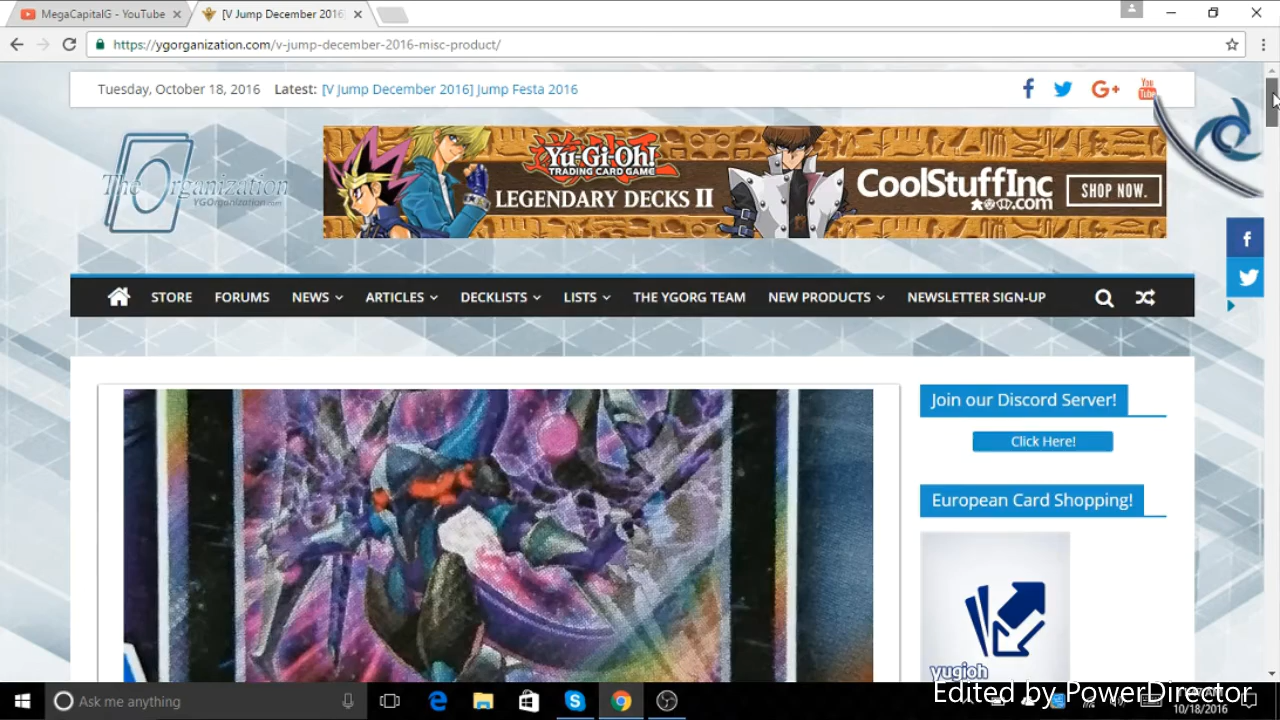 MegaCapitalG - YouTube
[V Jump December 2016]
https://ygorganization.com/v-jump-december-2016-misc-product/
Tuesday, October 18, 2016 Latest: [V Jump December 2016] Jump Festa 2016
You
Tube
The Organization
YGOrganization.com
Yu-Gi-Oh!
TRADING CARD GAME
LEGENDARY DECKS II
CoolStuffInc
.com
SHOP NOW.
STORE FORUMS NEWS ARTICLES DECKLISTS LISTS THE YGORG TEAM NEW PRODUCTS NEWSLETTER SIGN-UP
Join our Discord Server!
Click Here!
European Card Shopping!
yugioh
Edited by PowerDirector
Ask me anything
10/18/2016